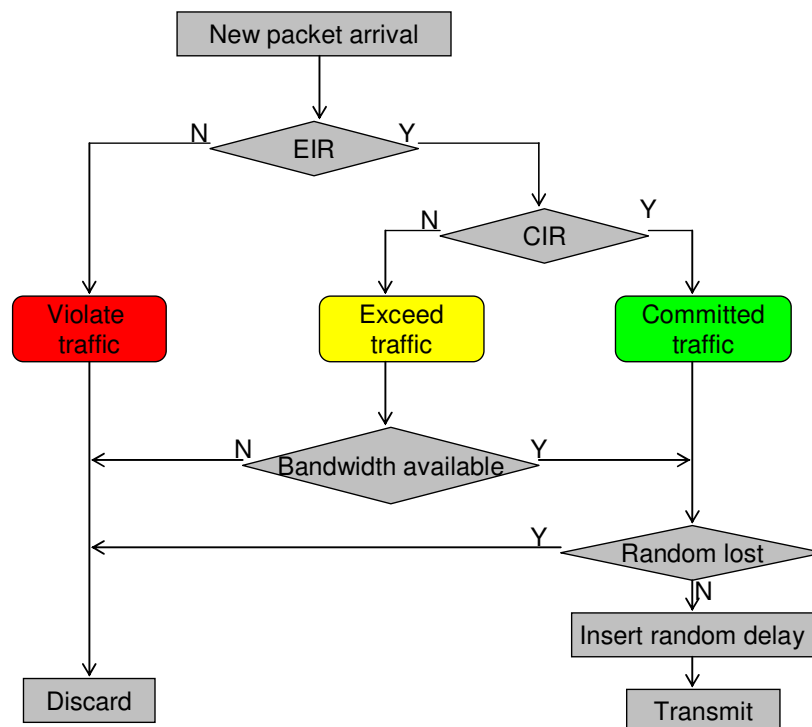 New packet arrival
N
Y
EIR
N
Y
CIR
Violate
traffic
Exceed
traffic
Committed
traffic
N
Y
Bandwidth available
Y
Random lost
N
Insert random delay
Discard
Transmit